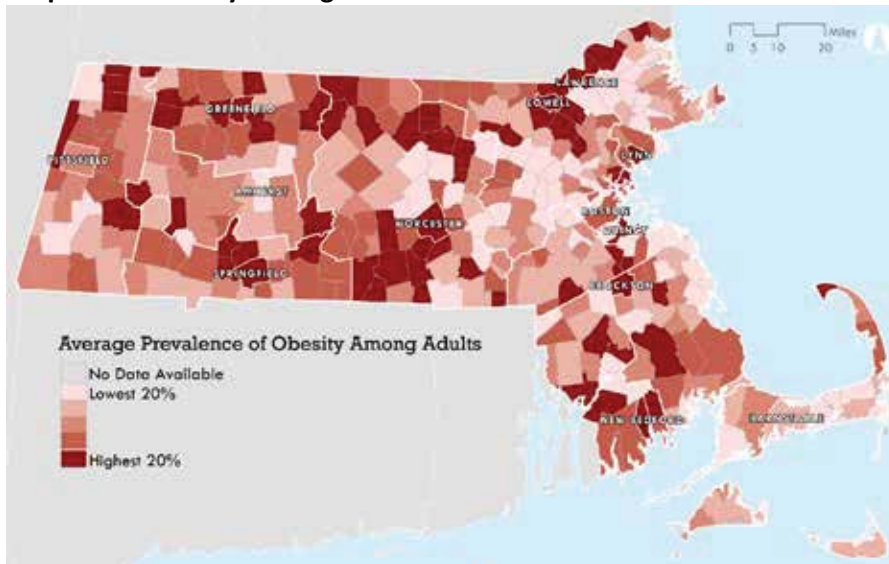 Miles
0 5 10 20
LAWRENCE
LOWELL
GREENFIELD
LYNN
PITTSFIELD
AMHERST
BOSTON
WORCESTER
QUINCY
SPRINGFIELD
BROCKTON
NEW BEDFORD
BARNSTABLE
Average Prevalence of Obesity Among Adults
No Data Available
Lowest 20%
Highest 20%